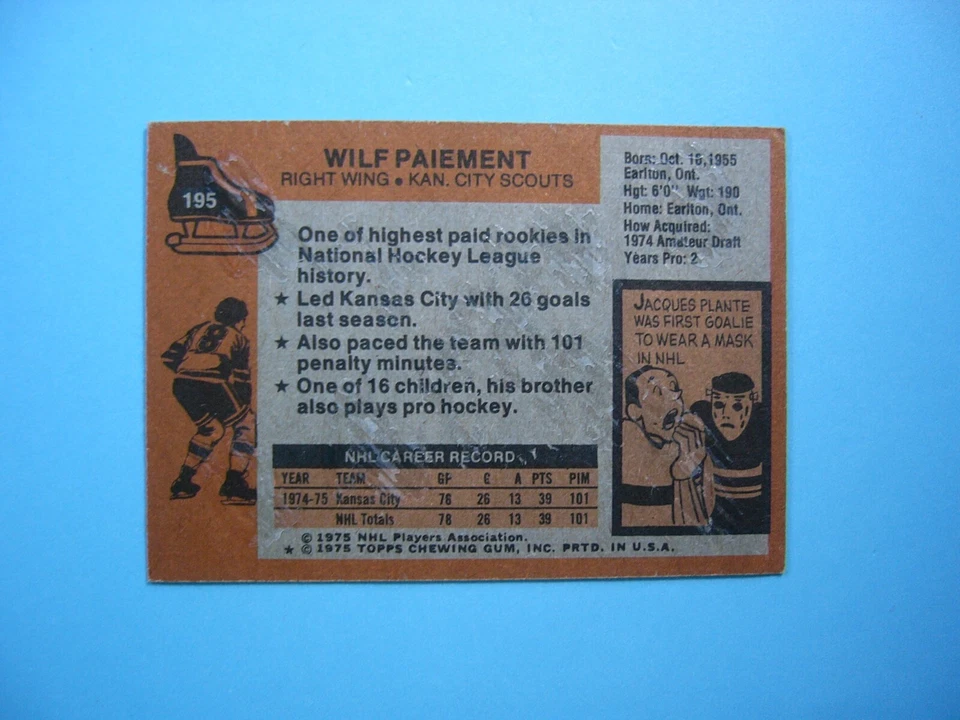 195
WILF PAIEMENT
RIGHT WING • KAN. CITY SCOUTS
One of highest paid rookies in
National Hockey League
history.
★ Led Kansas City with 26 goals
last season.
★ Also paced the team with 101
penalty minutes.
★ One of 16 children, his brother
also plays pro hockey.
NHL CAREER RECORD
YEAR TEAM GP G A PTS PIM
1974-75 Kansas City 78 26 13 39 101
NHL Totals 78 26 13 39 101
© 1975 NHL Players Association.
★ © 1975 TOPPS CHEWING GUM, INC. PRTD. IN U.S.A.
Born: Oct. 16, 1955
Earlton, Ont.
Hgt: 6'0" Wgt: 190
Home: Earlton, Ont.
How Acquired:
1974 Amateur Draft
Years Pro: 2
JACQUES PLANTE
WAS FIRST GOALIE
TO WEAR A MASK
IN NHL
8